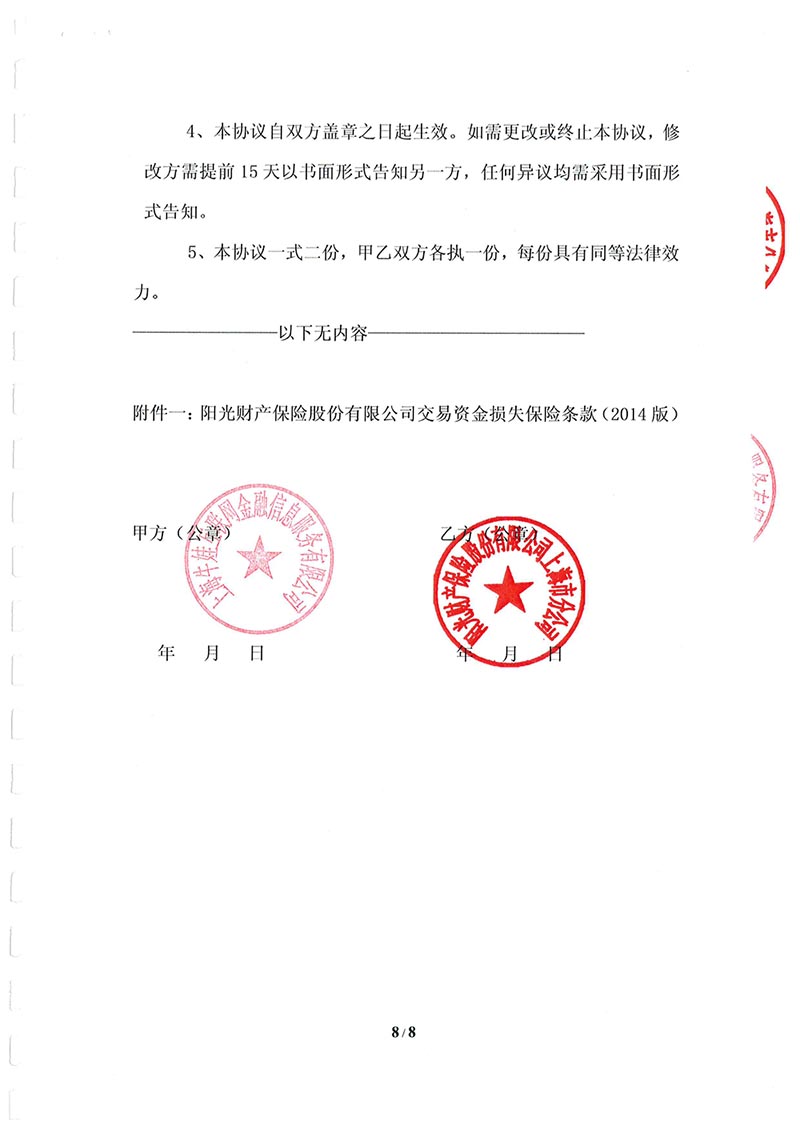 4、本协议自双方盖章之日起生效。如需更改或终止本协议，修
改方需提前 15 天以书面形式告知另一方，任何异议均需采用书面形
式告知。
5、本协议一式二份，甲乙双方各执一份，每份具有同等法律效
力。
————————以下无内容————————————
附件一：阳光财产保险股份有限公司交易资金损失保险条款（2014 版）
甲方（公章）
上海牛娃互联网金融信息服务有限公司
乙方（公章）
阳光财产保险股份有限公司上海市分公司
年 月 日
年 月 日
8 / 8